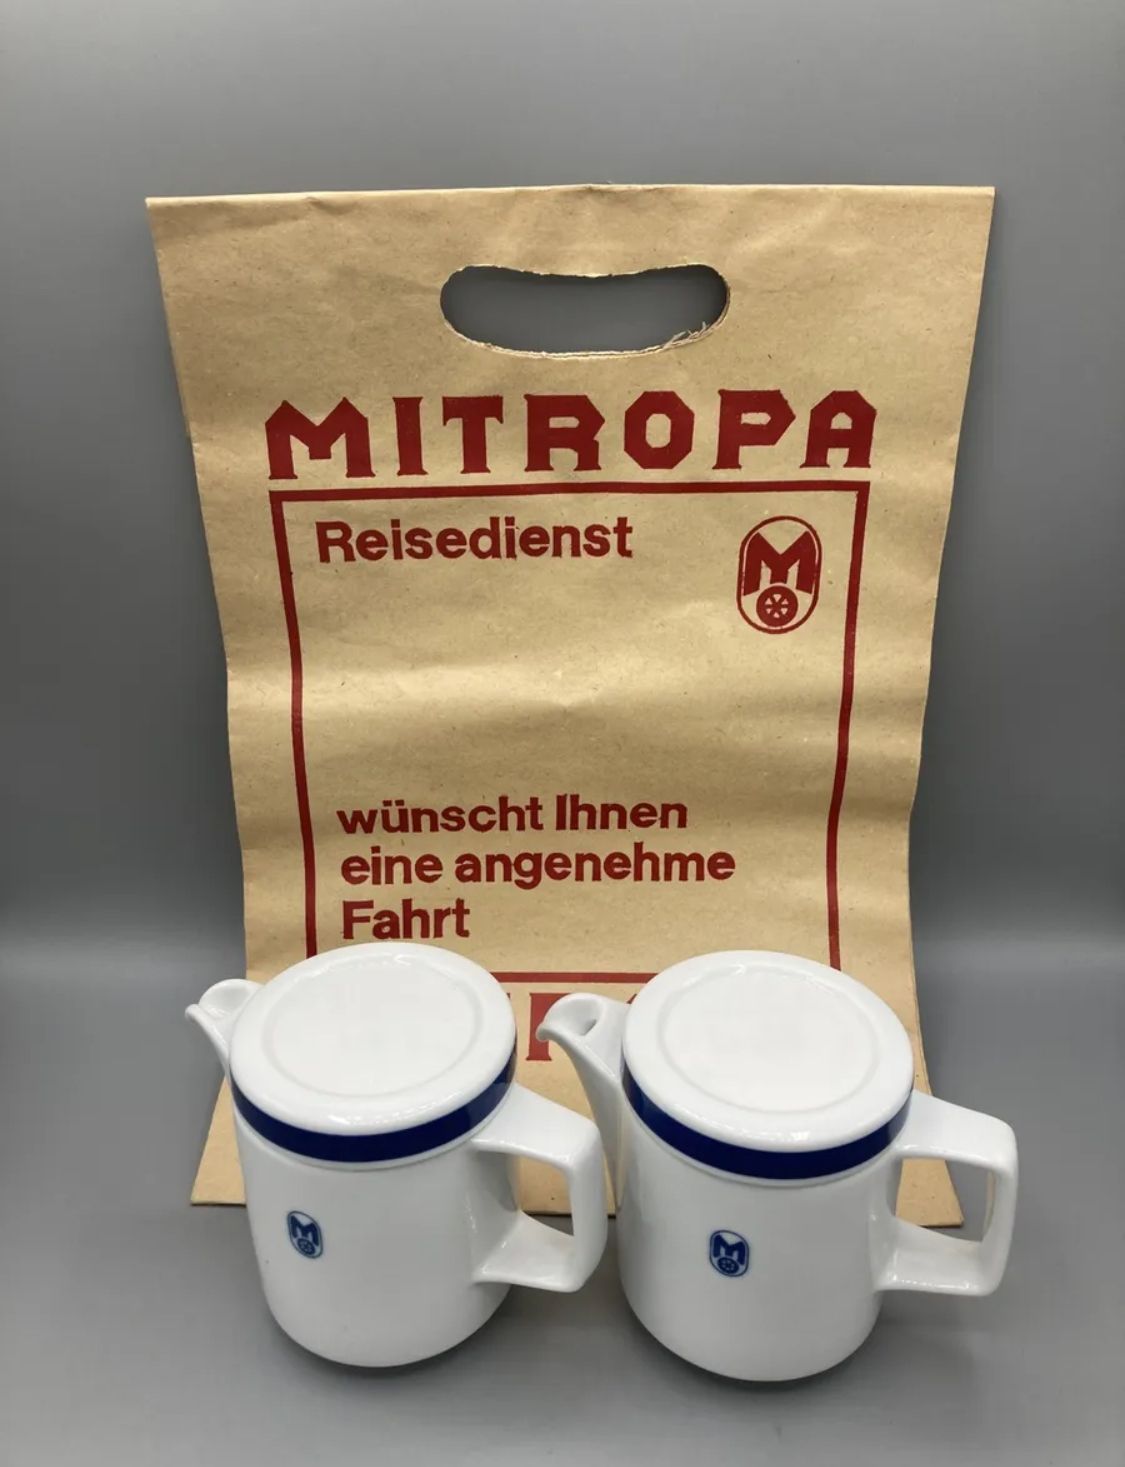 MITROPA
Reisedienst
M
wünscht Ihnen
eine angenehme
Fahrt
M
M